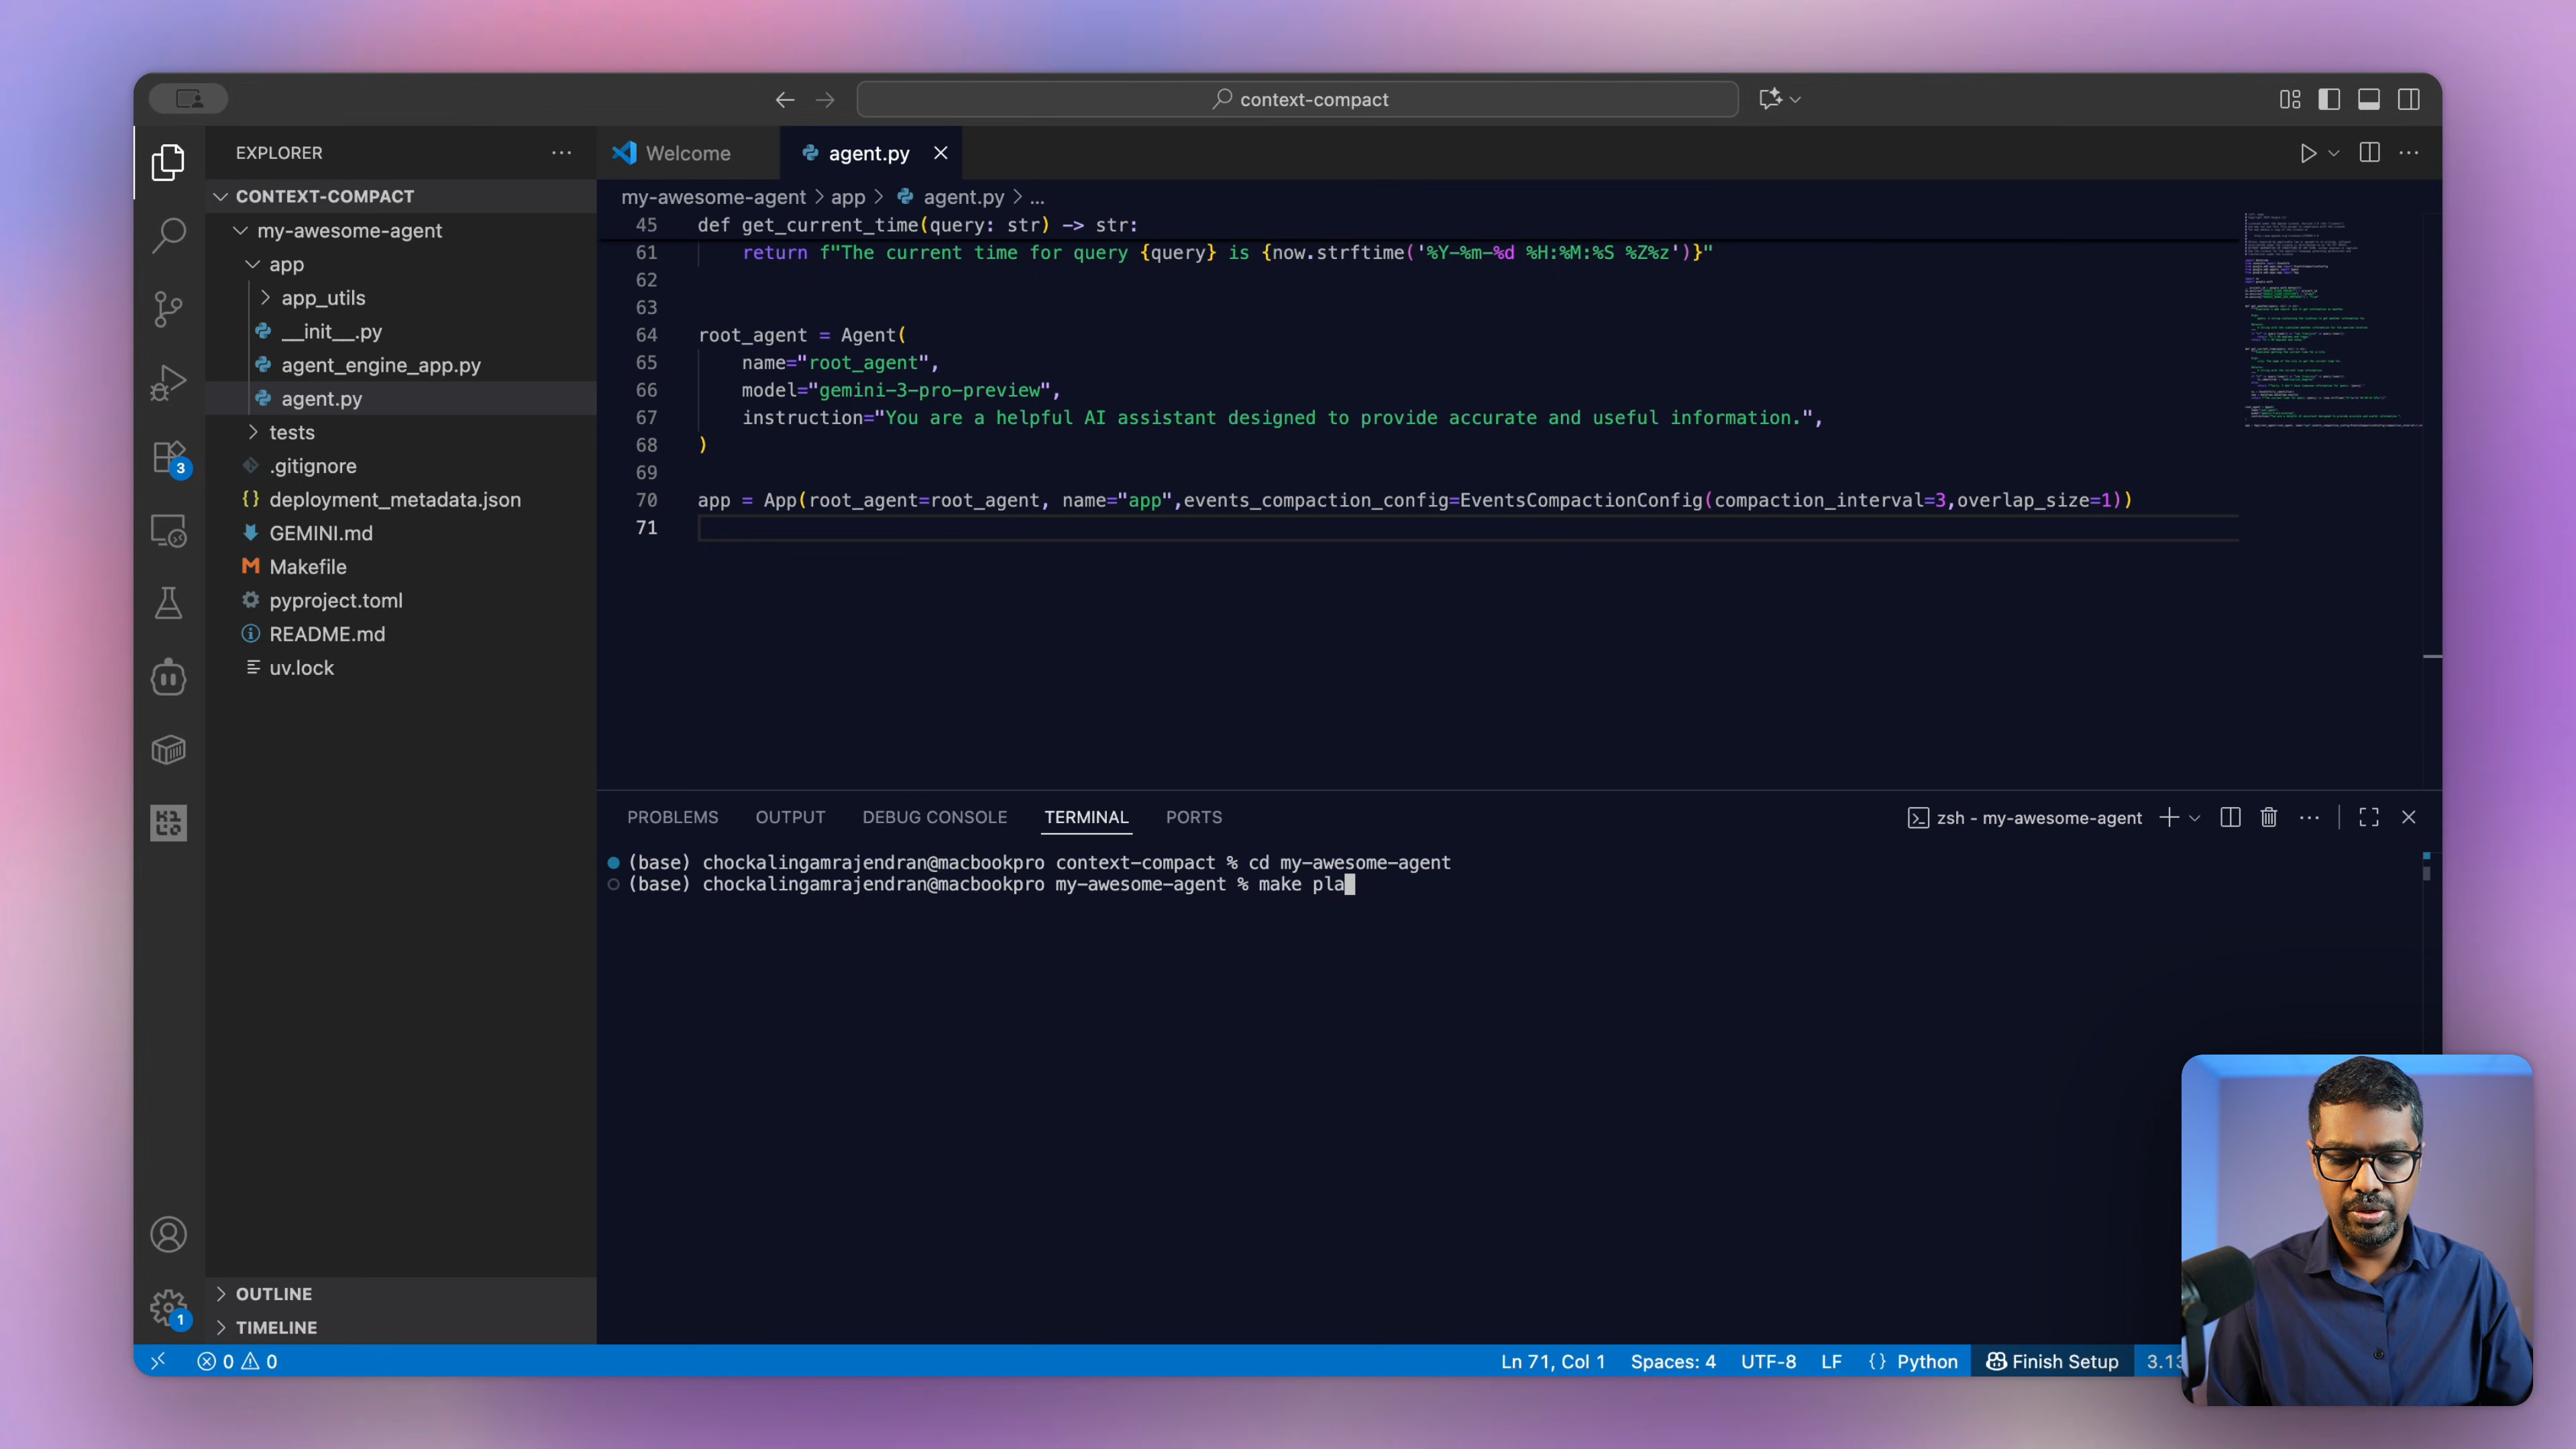 context-compact
EXPLORER
Welcome
agent.py
CONTEXT-COMPACT
my-awesome-agent
app
app_utils
__init__.py
agent_engine_app.py
agent.py
tests
.gitignore
deployment_metadata.json
GEMINI.md
Makefile
pyproject.toml
README.md
uv.lock
OUTLINE
TIMELINE
3
1
my-awesome-agent > app > agent.py > ...
45 def get_current_time(query: str) -> str:
61 return f"The current time for query {query} is {now.strftime('%Y-%m-%d %H:%M:%S %Z%z')}"
62
63
64 root_agent = Agent(
65 name="root_agent",
66 model="gemini-3-pro-preview",
67 instruction="You are a helpful AI assistant designed to provide accurate and useful information.",
68 )
69
70 app = App(root_agent=root_agent, name="app",events_compaction_config=EventsCompactionConfig(compaction_interval=3,overlap_size=1))
71
PROBLEMS OUTPUT DEBUG CONSOLE TERMINAL PORTS
zsh - my-awesome-agent
(base) chockalingamrajendran@macbookpro context-compact % cd my-awesome-agent
(base) chockalingamrajendran@macbookpro my-awesome-agent % make pla
0 0
Ln 71, Col 1 Spaces: 4 UTF-8 LF {} Python Finish Setup 3.13